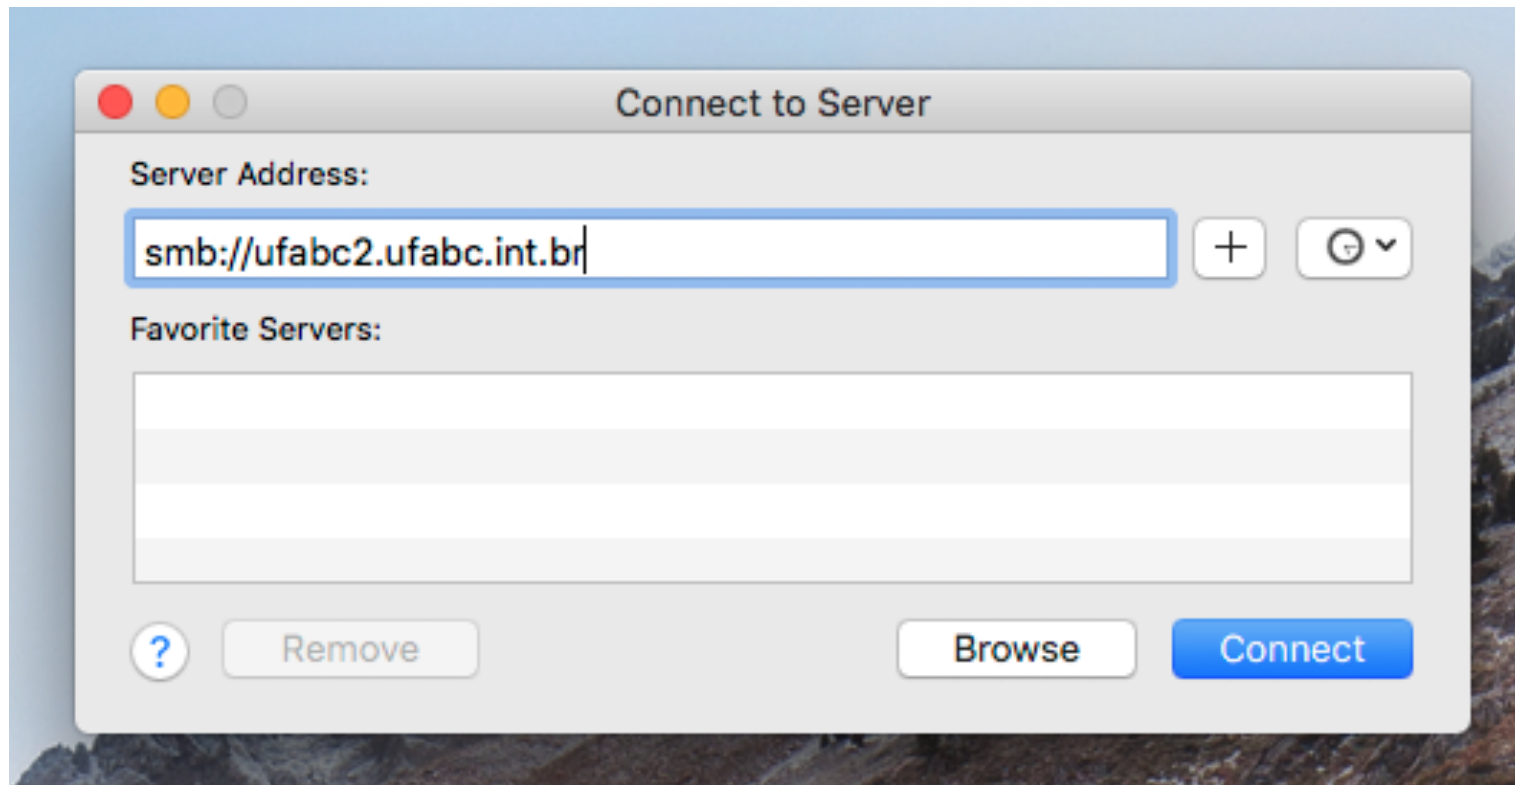 Connect to Server
Server Address:
smb://ufabc2.ufabc.int.br
Favorite Servers:
? Remove Browse Connect